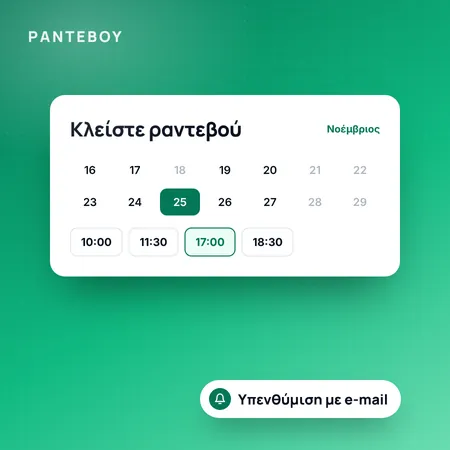 ΡΑΝΤΕΒΟΥ
Κλείστε ραντεβού
Νοέμβριος
16 17 18 19 20 21 22
23 24 25 26 27 28 29
10:00 11:30 17:00 18:30
Υπενθύμιση με e-mail